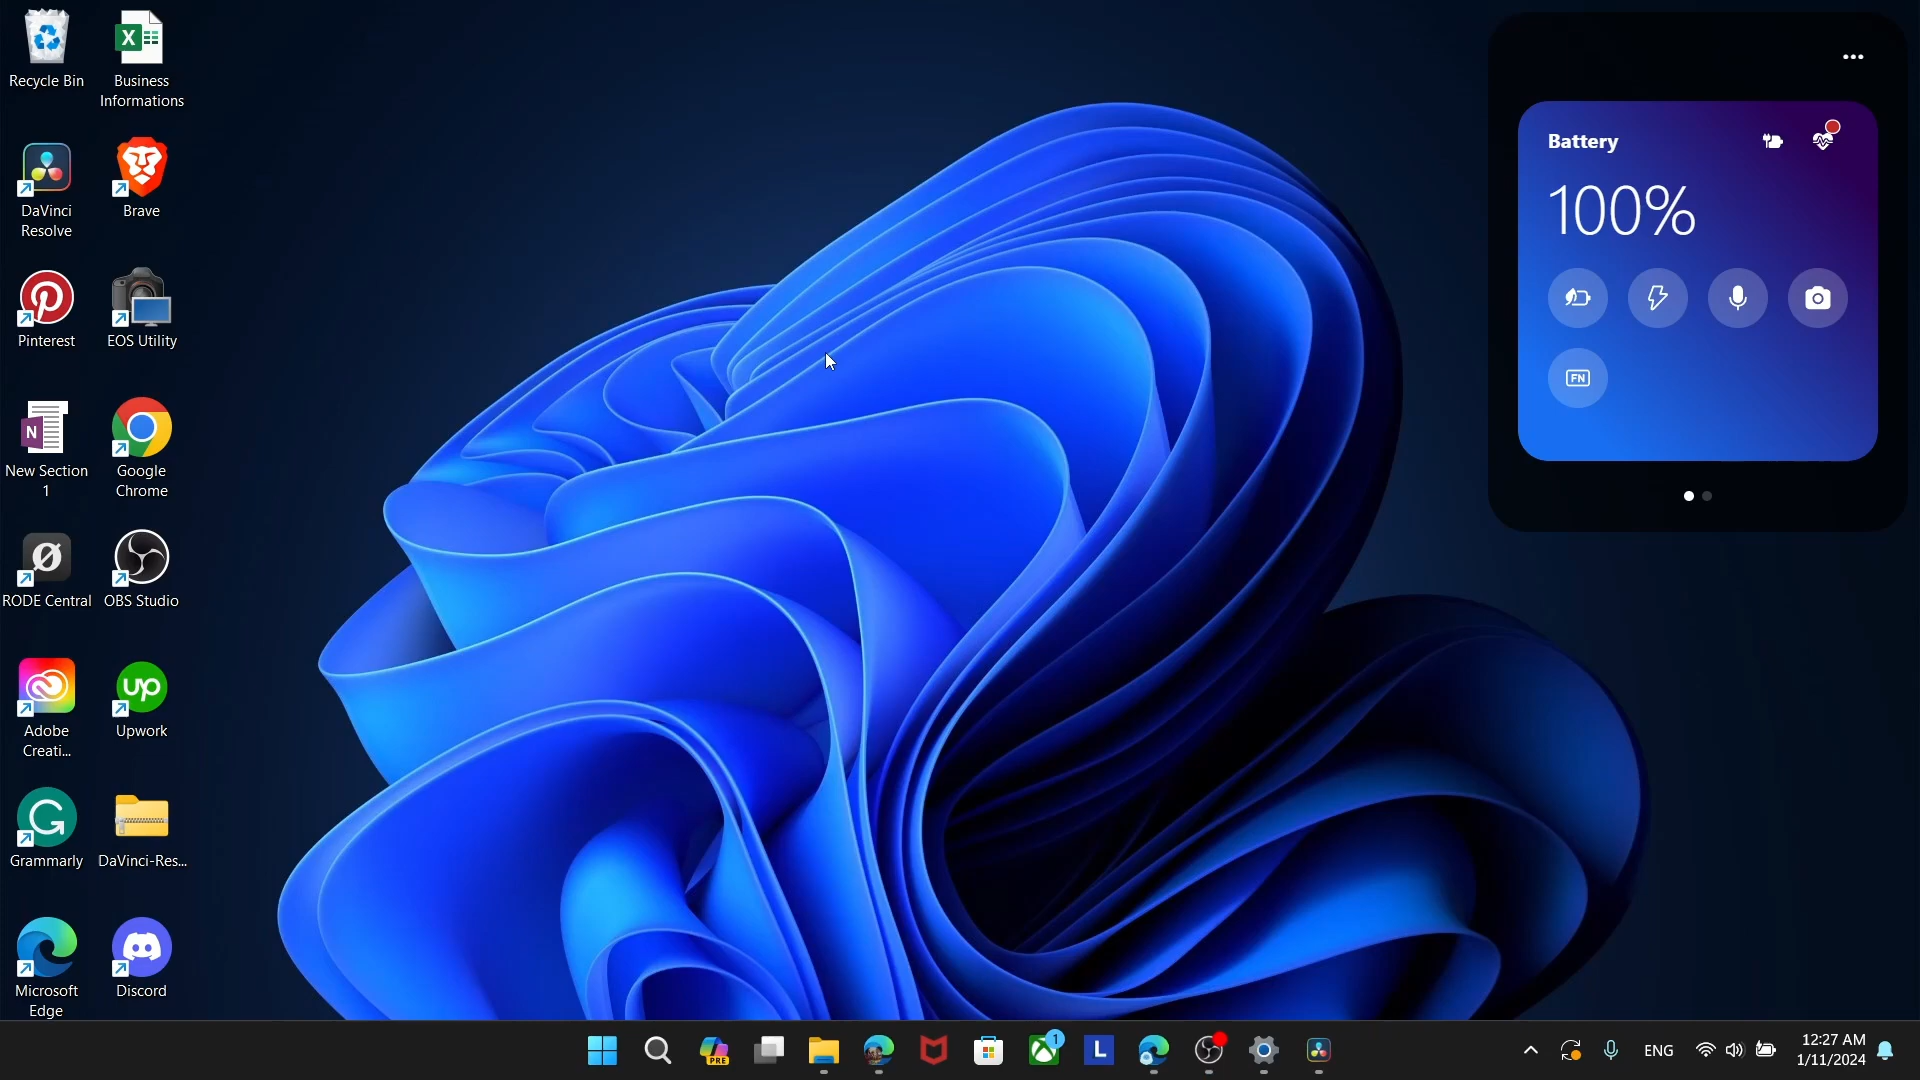 Recycle Bin
Business
Informations
DaVinci
Resolve
Brave
Pinterest
EOS Utility
New Section
1
Google
Chrome
RODE Central
OBS Studio
Adobe
Creati...
Upwork
Grammarly
DaVinci-Res...
Microsoft
Edge
Discord
Battery
100%
FN
PRE
1
L
ENG
12:27 AM
1/11/2024